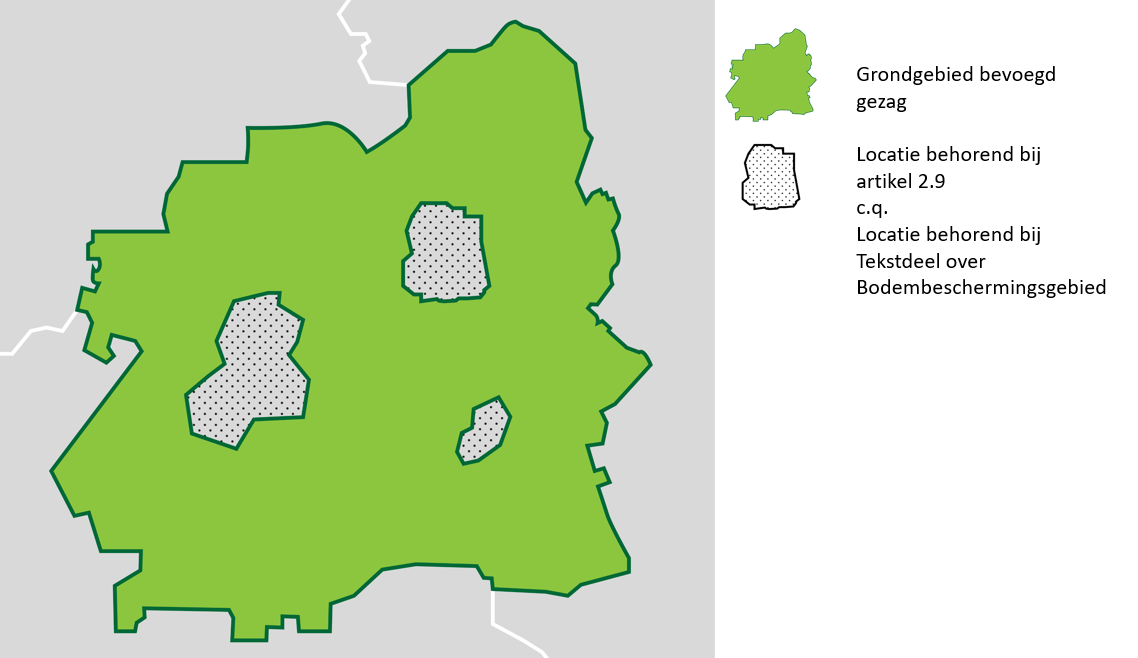 Grondgebied bevoegd
gezag
Locatie behorend bij
artikel 2.9
c.q.
Locatie behorend bij
Tekstdeel over
Bodembeschermingsgebied